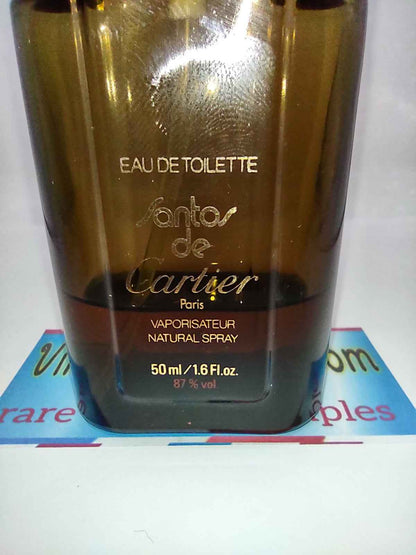 EAU DE TOILETTE
Santos
de
Cartier
Paris
VAPORISATEUR
NATURAL SPRAY
50 ml / 1.6 Fl.oz.
87 % vol
rare